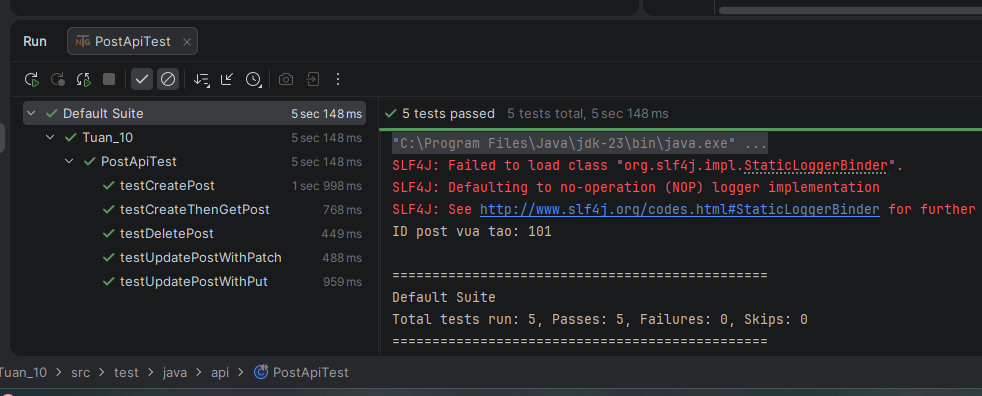 Run
PostApiTest
Default Suite 5 sec 148 ms
Tuan_10 5 sec 148 ms
PostApiTest 5 sec 148 ms
testCreatePost 1 sec 998 ms
testCreateThenGetPost 768 ms
testDeletePost 449 ms
testUpdatePostWithPatch 488 ms
testUpdatePostWithPut 959 ms
5 tests passed 5 tests total, 5 sec 148 ms
"C:\Program Files\Java\jdk-23\bin\java.exe" ...
SLF4J: Failed to load class "org.slf4j.impl.StaticLoggerBinder".
SLF4J: Defaulting to no-operation (NOP) logger implementation
SLF4J: See http://www.slf4j.org/codes.html#StaticLoggerBinder for further
ID post vua tao: 101
===============================================
Default Suite
Total tests run: 5, Passes: 5, Failures: 0, Skips: 0
===============================================
Tuan_10 > src > test > java > api > PostApiTest